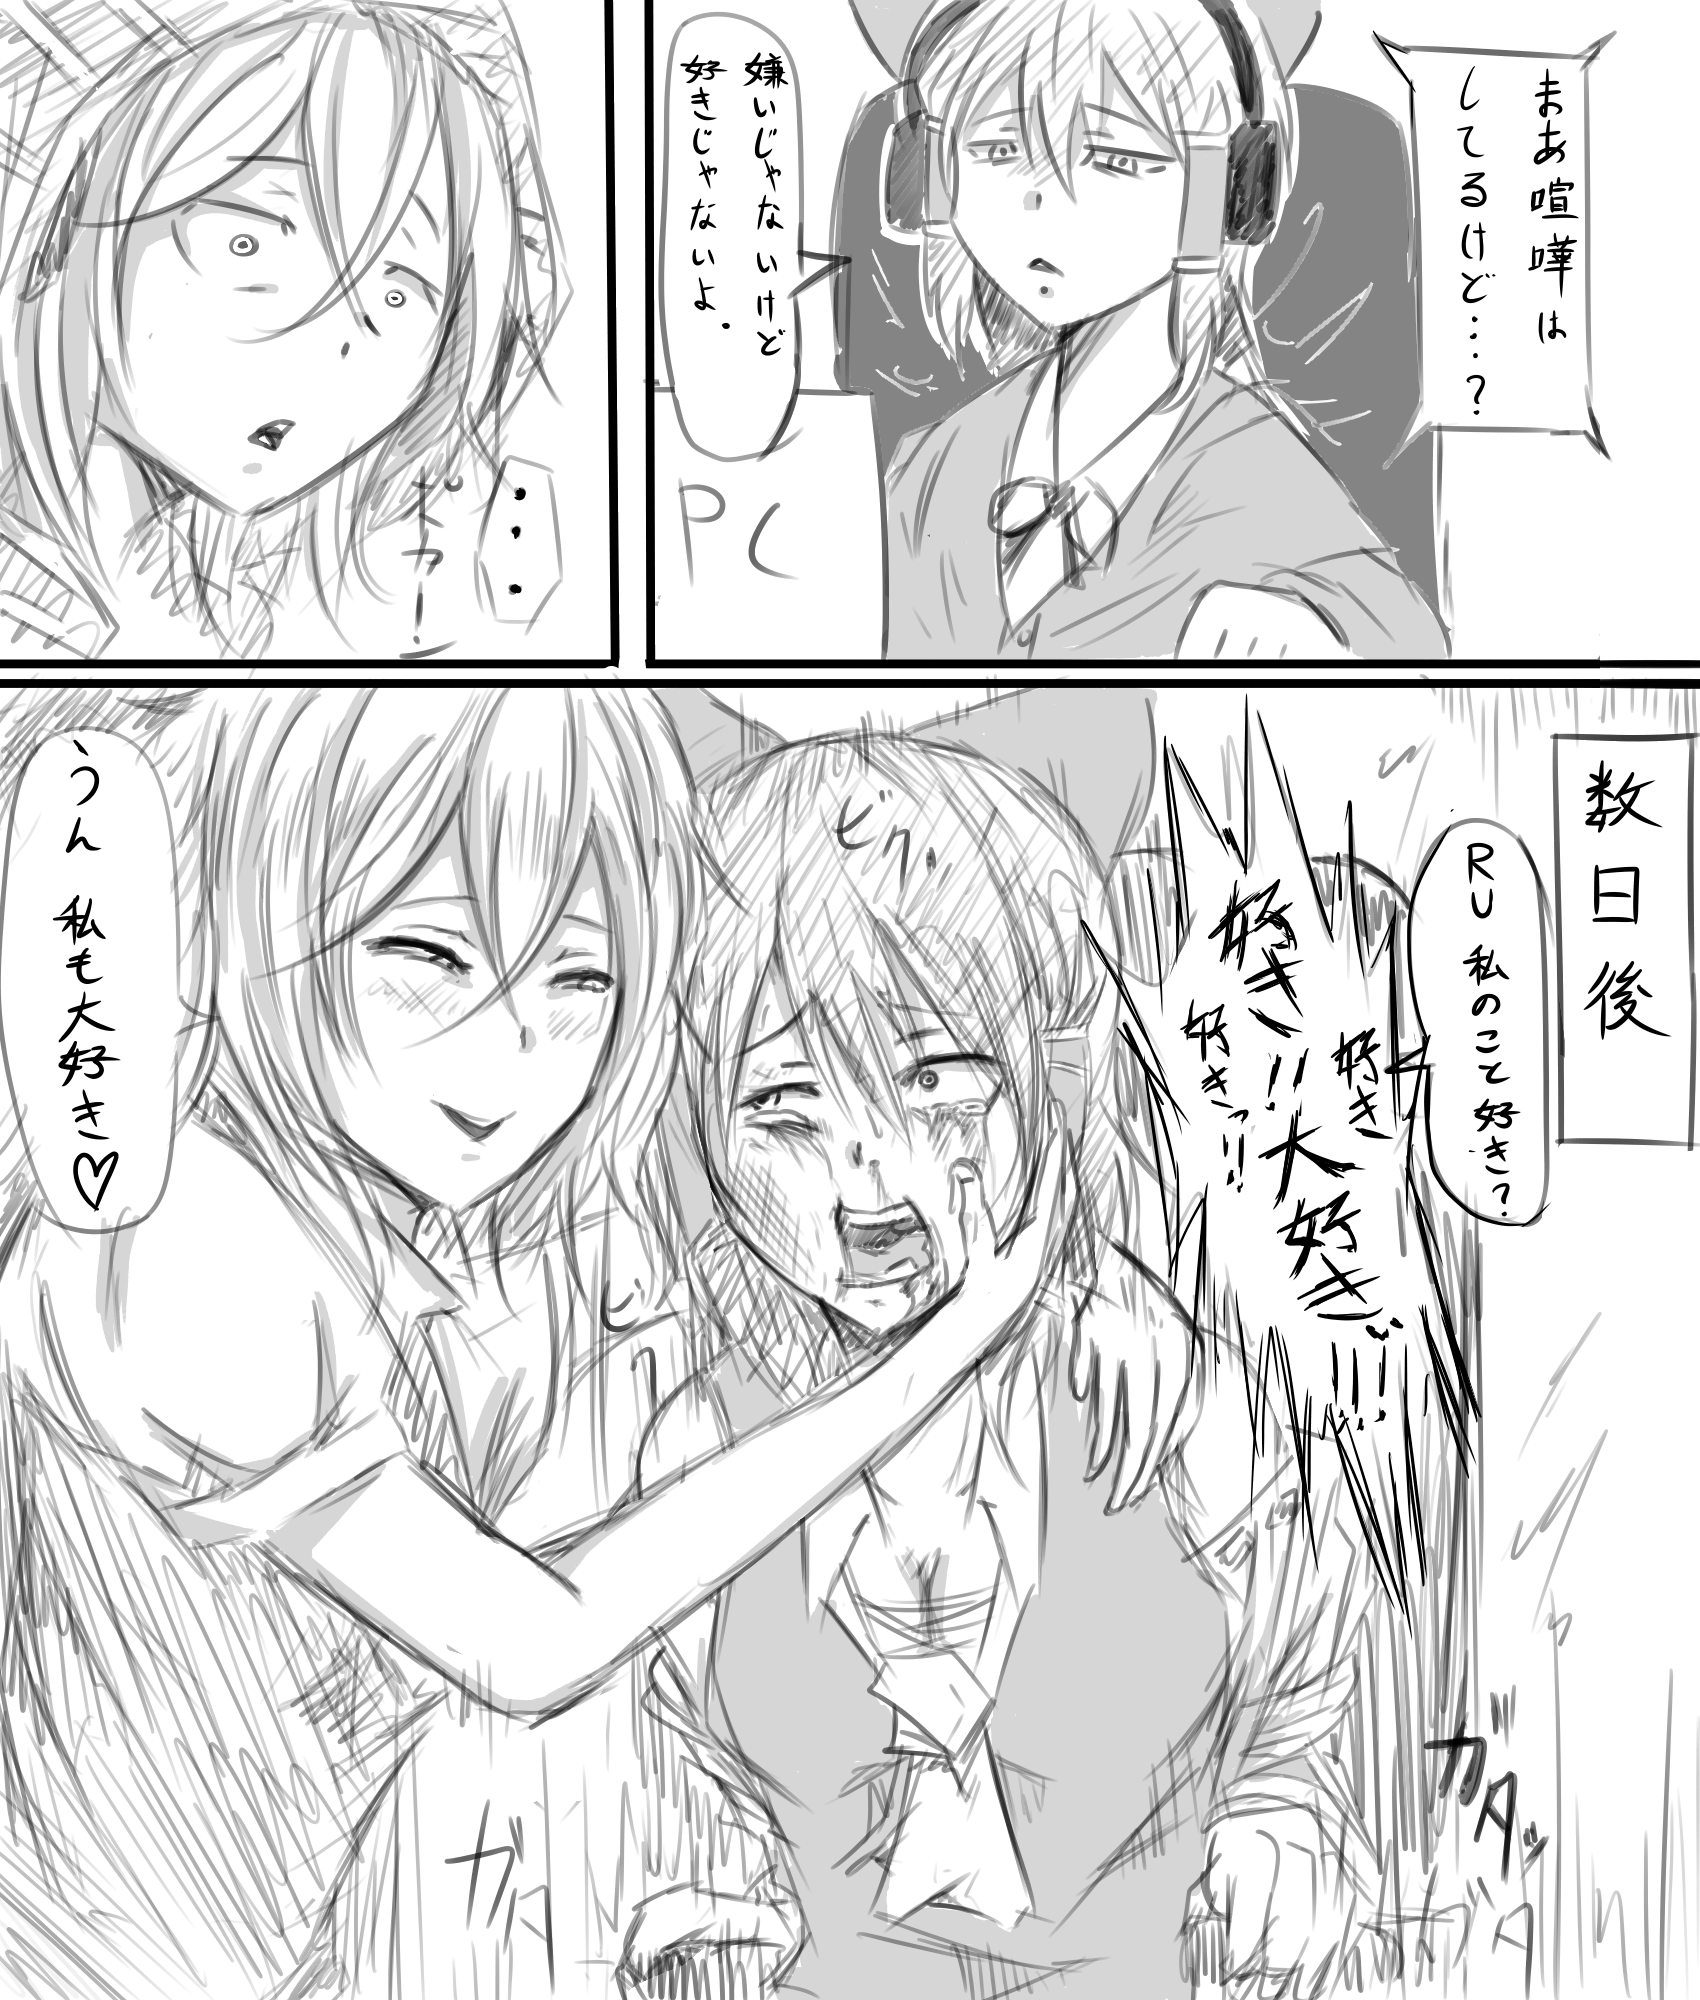 まあ喧嘩は
してるけど…?
嫌いじゃないけど
好きじゃないよ.
PC
・・・
数日後
RU 私のこと好き?
好き!!大好きぃ!!!
好き
好きっ!!
ビクッ
うん 私も大好き♡
ガタッ